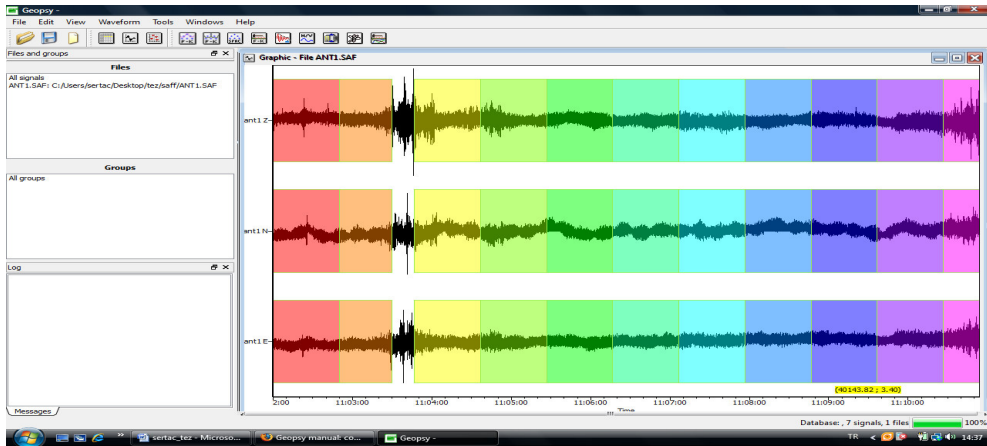 Geopsy -
File Edit View Waveform Tools Windows Help
Files and groups
Files
All signals
ANT1.SAF: C:/Users/sertac/Desktop/tez/saff/ANT1.SAF
Groups
All groups
Log
Messages
Graphic - File ANT1.SAF
ant1 Z
ant1 N
ant1 E
(40143.82 ; 3.40)
2:00 11:03:00 11:04:00 11:05:00 11:06:00 11:07:00 11:08:00 11:09:00 11:10:00
Time
Database: , 7 signals, 1 files 100%
sertac_tez - Microso... Geopsy manual: co... Geopsy - TR 14:37